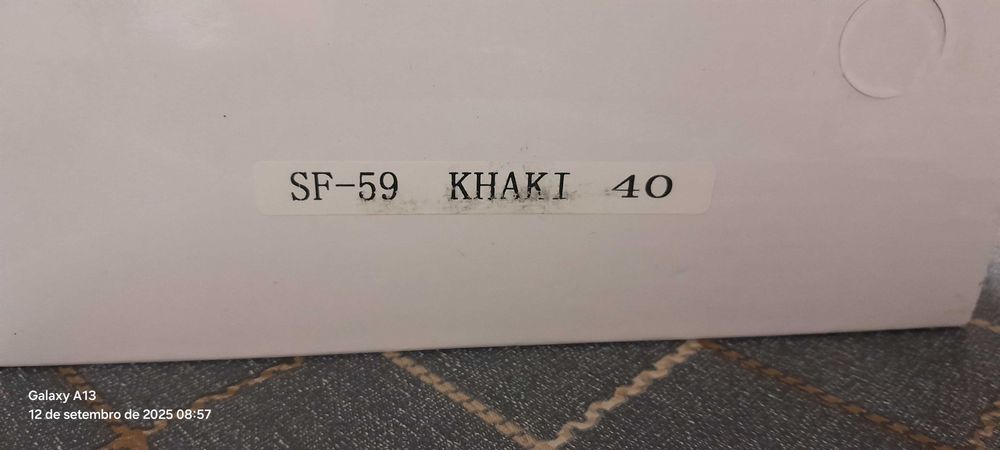 SF-59 KHAKI 40
Galaxy A13
12 de setembro de 2025 08:57